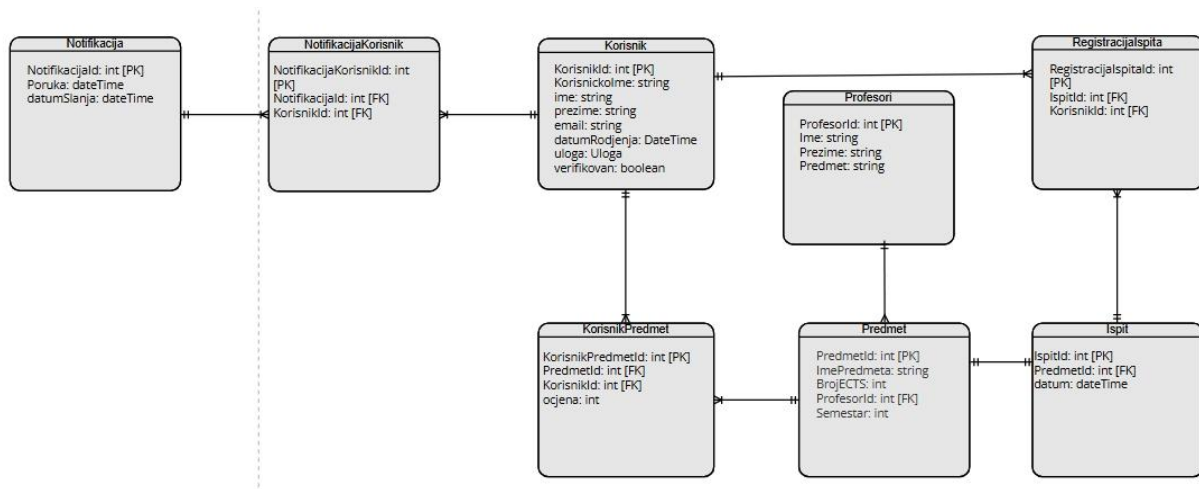 Notifikacija
NotifikacijaId: int [PK]
Poruka: dateTime
datumSlanja: dateTime
NotifikacijaKorisnik
NotifikacijaKorisnikId: int
[PK]
NotifikacijaId: int [FK]
KorisnikId: int [FK]
Korisnik
KorisnikId: int [PK]
KorisnickoIme: string
ime: string
prezime: string
email: string
datumRodjenja: DateTime
uloga: Uloga
verifikovan: boolean
Profesori
ProfesorId: int [PK]
Ime: string
Prezime: string
Predmet: string
RegistracijaIspita
RegistracijaIspitaId: int
[PK]
IspitId: int [FK]
KorisnikId: int [FK]
KorisnikPredmet
KorisnikPredmetId: int [PK]
PredmetId: int [FK]
KorisnikId: int [FK]
ocjena: int
Predmet
PredmetId: int [PK]
ImePredmeta: string
BrojECTS: int
ProfesorId: int [FK]
Semestar: int
Ispit
IspitId: int [PK]
PredmetId: int [FK]
datum: dateTime